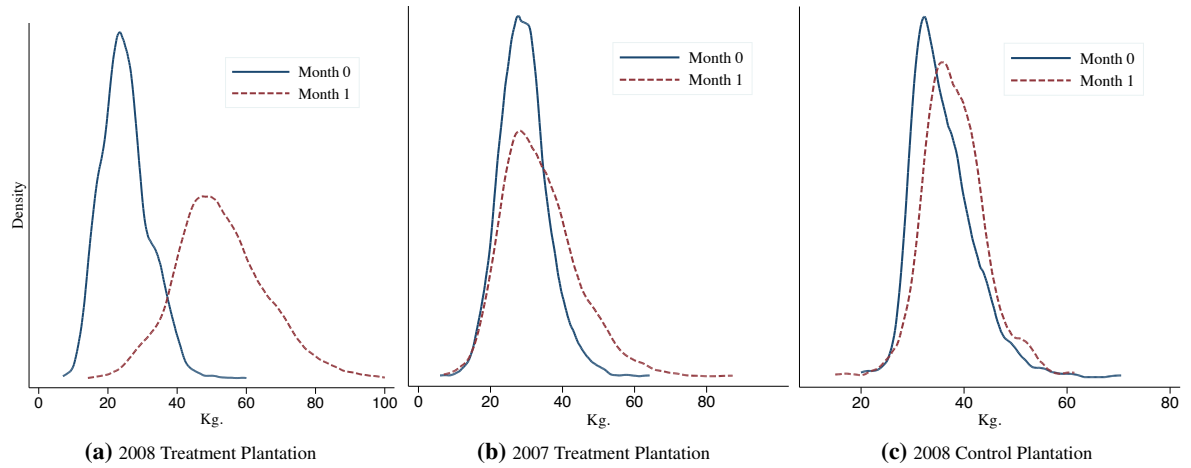 Density
Month 0
Month 1
0 20 40 60 80 100
Kg.
(a) 2008 Treatment Plantation
Month 0
Month 1
0 20 40 60 80
Kg.
(b) 2007 Treatment Plantation
Month 0
Month 1
20 40 60 80
Kg.
(c) 2008 Control Plantation